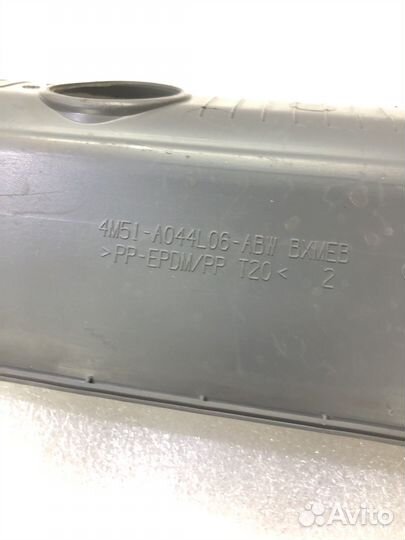 4M51-A044L06-ABW BXMEB
>PP-EPDM/PP T20< 2
Avito